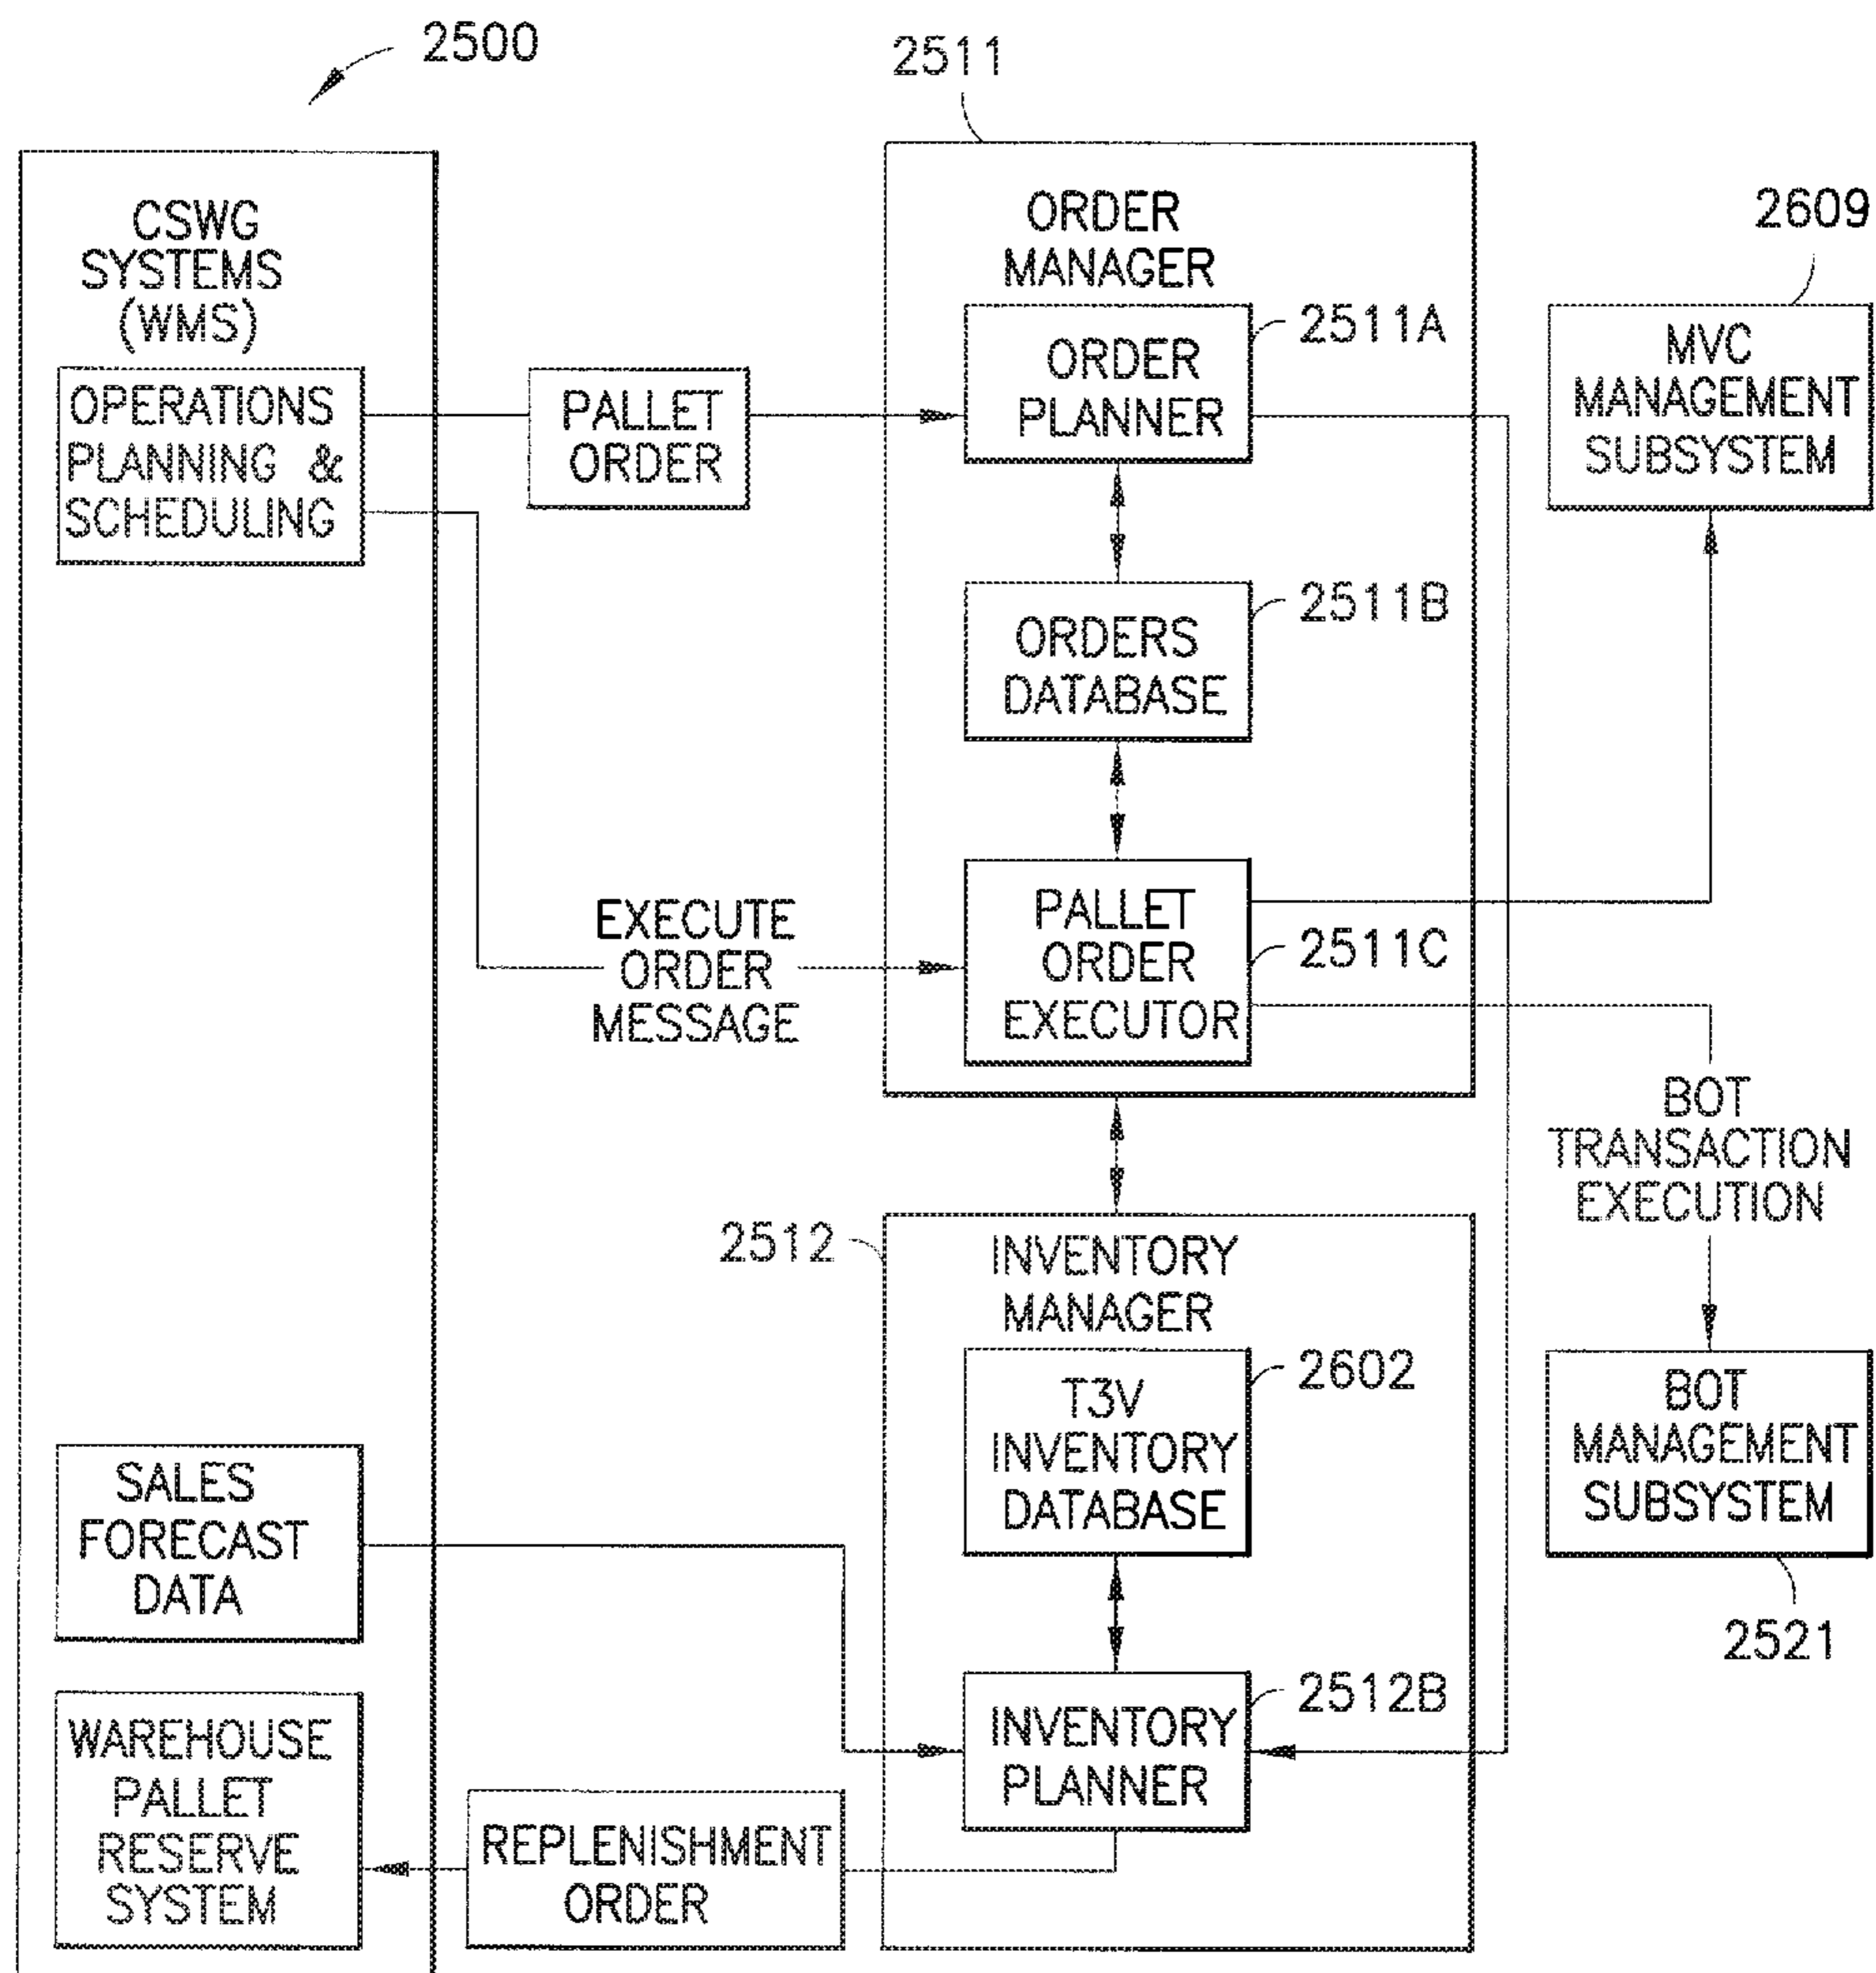 2500
2511
CSWG
SYSTEMS
(WMS)
OPERATIONS
PLANNING &
SCHEDULING
PALLET
ORDER
ORDER
MANAGER
ORDER
PLANNER
2511A
2609
MVC
MANAGEMENT
SUBSYSTEM
ORDERS
DATABASE
2511B
EXECUTE
ORDER
MESSAGE
PALLET
ORDER
EXECUTOR
2511C
BOT
TRANSACTION
EXECUTION
2512
INVENTORY
MANAGER
T3V
INVENTORY
DATABASE
2602
BOT
MANAGEMENT
SUBSYSTEM
2521
SALES
FORECAST
DATA
INVENTORY
PLANNER
2512B
WAREHOUSE
PALLET
RESERVE
SYSTEM
REPLENISHMENT
ORDER